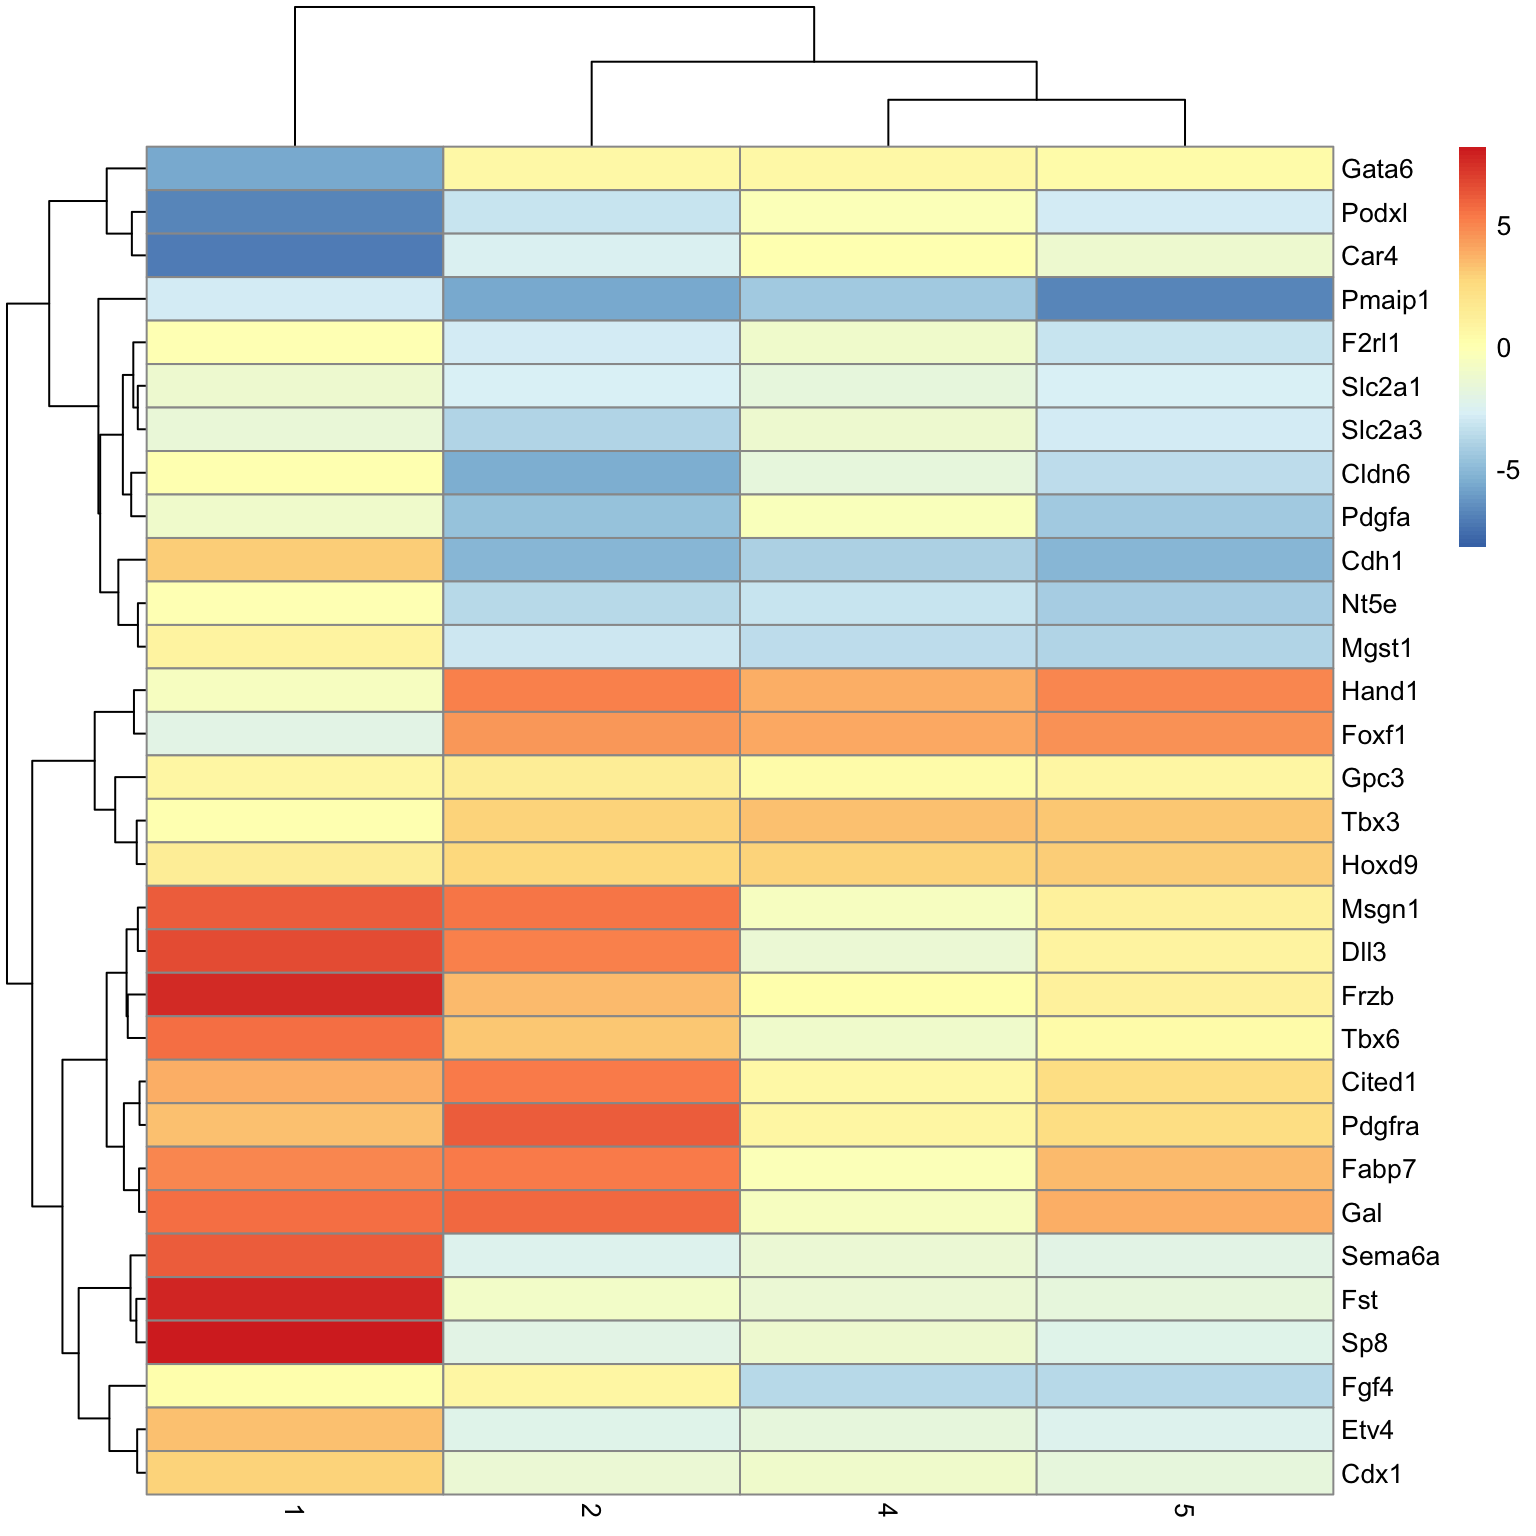 Gata6
Podxl
Car4
Pmaip1
F2rl1
Slc2a1
Slc2a3
Cldn6
Pdgfa
Cdh1
Nt5e
Mgst1
Hand1
Foxf1
Gpc3
Tbx3
Hoxd9
Msgn1
Dll3
Frzb
Tbx6
Cited1
Pdgfra
Fabp7
Gal
Sema6a
Fst
Sp8
Fgf4
Etv4
Cdx1
1 2 4 5
5
0
-5